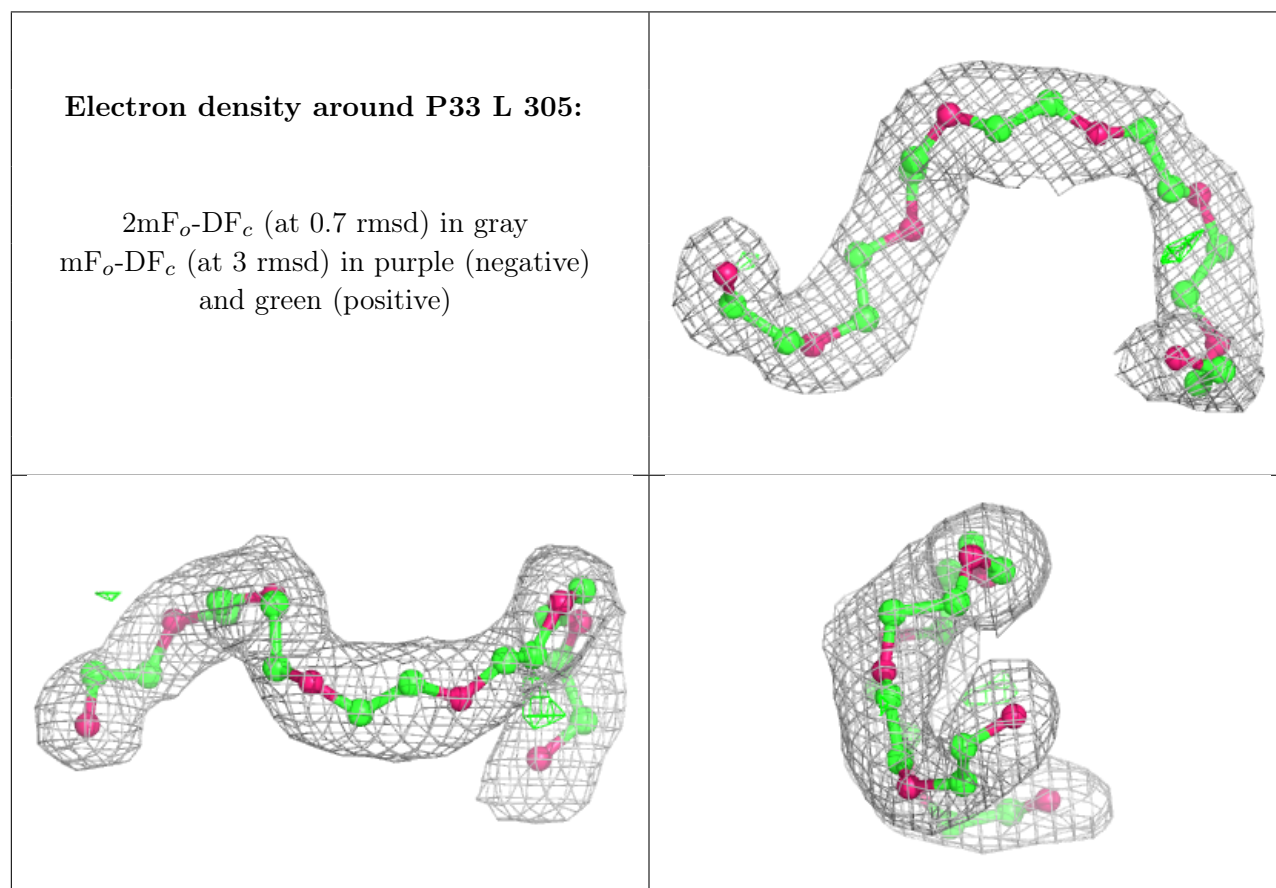 Electron density around P33 L 305:
2mFo-DFc (at 0.7 rmsd) in gray
mFo-DFc (at 3 rmsd) in purple (negative)
and green (positive)